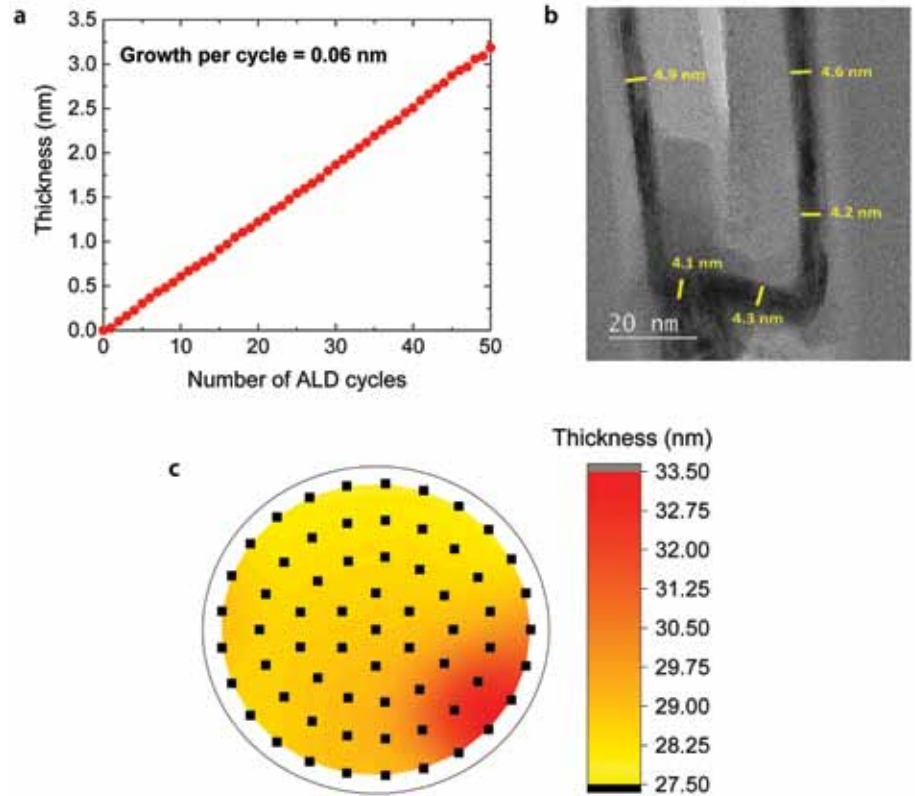 a
3.5
3.0
2.5
2.0
1.5
1.0
0.5
0.0
Growth per cycle = 0.06 nm
Thickness (nm)
0 10 20 30 40 50
Number of ALD cycles
b
4.9 nm
4.6 nm
4.2 nm
4.1 nm
4.3 nm
20 nm
c
Thickness (nm)
33.50
32.75
32.00
31.25
30.50
29.75
29.00
28.25
27.50